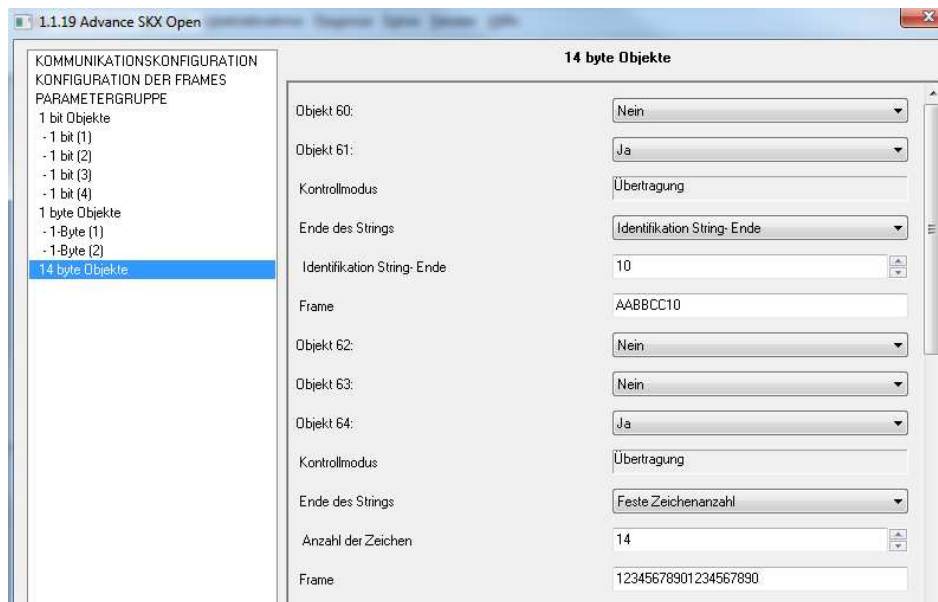 1.1.19 Advance SKX Open
KOMMUNIKATIONSKONFIGURATION
KONFIGURATION DER FRAMES
PARAMETERGRUPPE
1 bit Objekte
- 1 bit (1)
- 1 bit (2)
- 1 bit (3)
- 1 bit (4)
1 byte Objekte
- 1-Byte (1)
- 1-Byte (2)
14 byte Objekte
14 byte Objekte
Objekt 60: Nein
Objekt 61: Ja
Kontrollmodus Übertragung
Ende des Strings Identifikation String- Ende
Identifikation String- Ende 10
Frame AABBCC10
Objekt 62: Nein
Objekt 63: Nein
Objekt 64: Ja
Kontrollmodus Übertragung
Ende des Strings Feste Zeichenanzahl
Anzahl der Zeichen 14
Frame 12345678901234567890